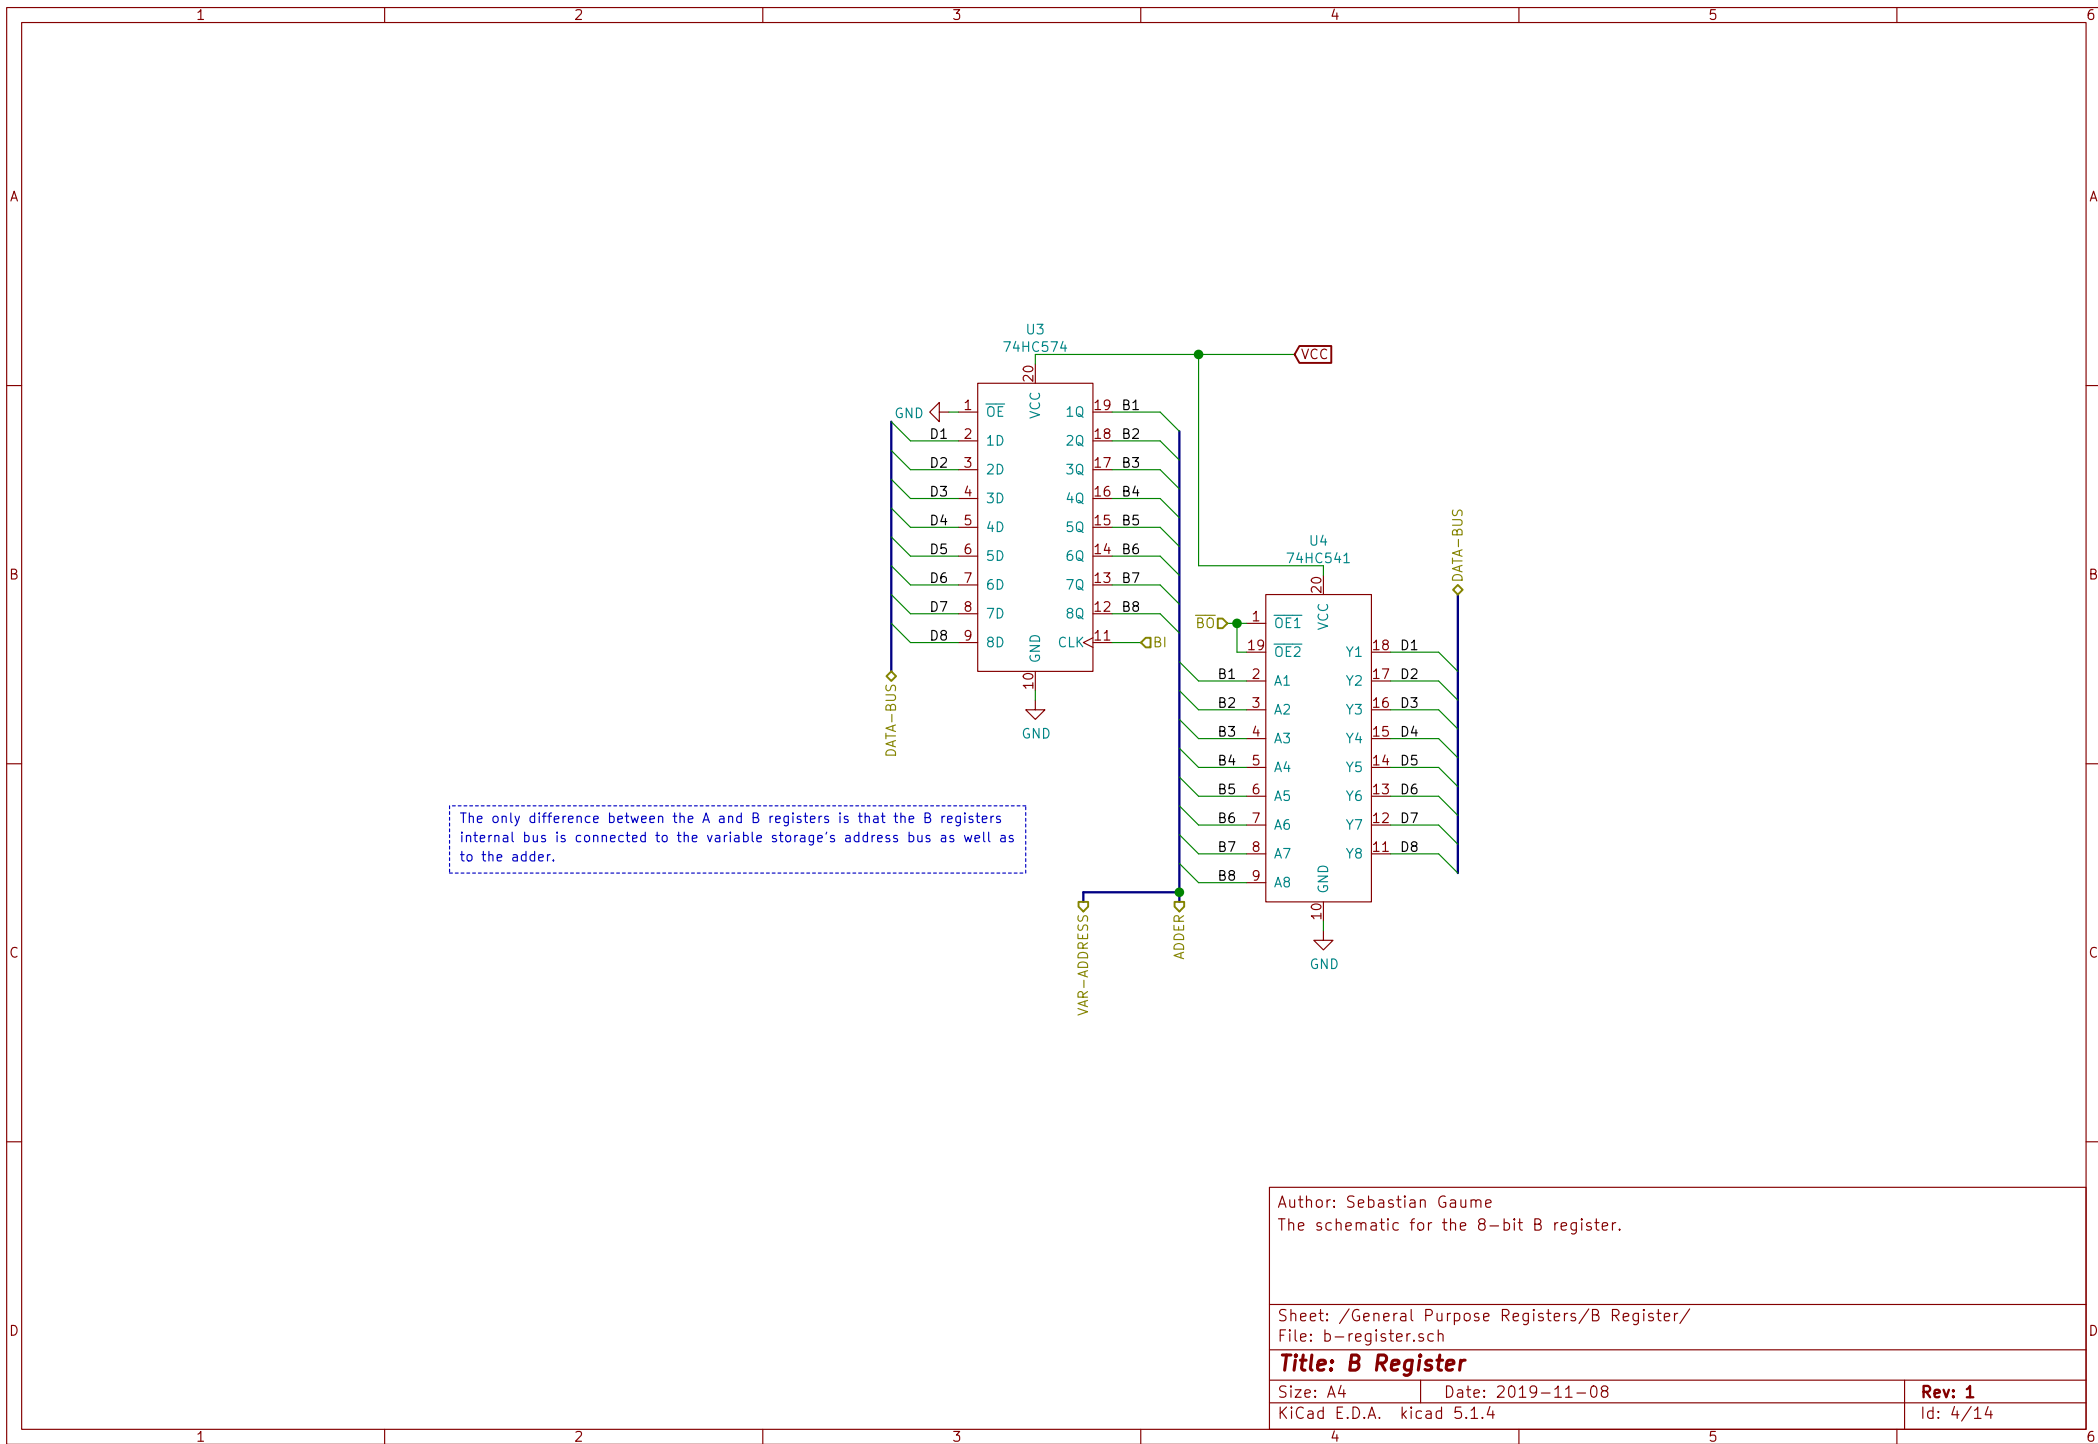 1 2 3 4 5 6
A A
B B
C C
D D
U3
74HC574
VCC
20
VCC
GND 1 OE 1Q 19 B1
D1 2 1D 2Q 18 B2
D2 3 2D 3Q 17 B3
D3 4 3D 4Q 16 B4
D4 5 4D 5Q 15 B5
D5 6 5D 6Q 14 B6
D6 7 6D 7Q 13 B7
D7 8 7D 8Q 12 B8
D8 9 8D CLK 11 BI
GND
10
GND
DATA-BUS
U4
74HC541
DATA-BUS
20
VCC
BO 1 OE1
19 OE2 Y1 18 D1
B1 2 A1 Y2 17 D2
B2 3 A2 Y3 16 D3
B3 4 A3 Y4 15 D4
B4 5 A4 Y5 14 D5
B5 6 A5 Y6 13 D6
B6 7 A6 Y7 12 D7
B7 8 A7 Y8 11 D8
B8 9 A8
GND
10
GND
The only difference between the A and B registers is that the B registers
internal bus is connected to the variable storage's address bus as well as
to the adder.
VAR-ADDRESS
ADDER
Author: Sebastian Gaume
The schematic for the 8-bit B register.
Sheet: /General Purpose Registers/B Register/
File: b-register.sch
Title: B Register
Size: A4 Date: 2019-11-08 Rev: 1
KiCad E.D.A. kicad 5.1.4 Id: 4/14
1 2 3 4 5 6